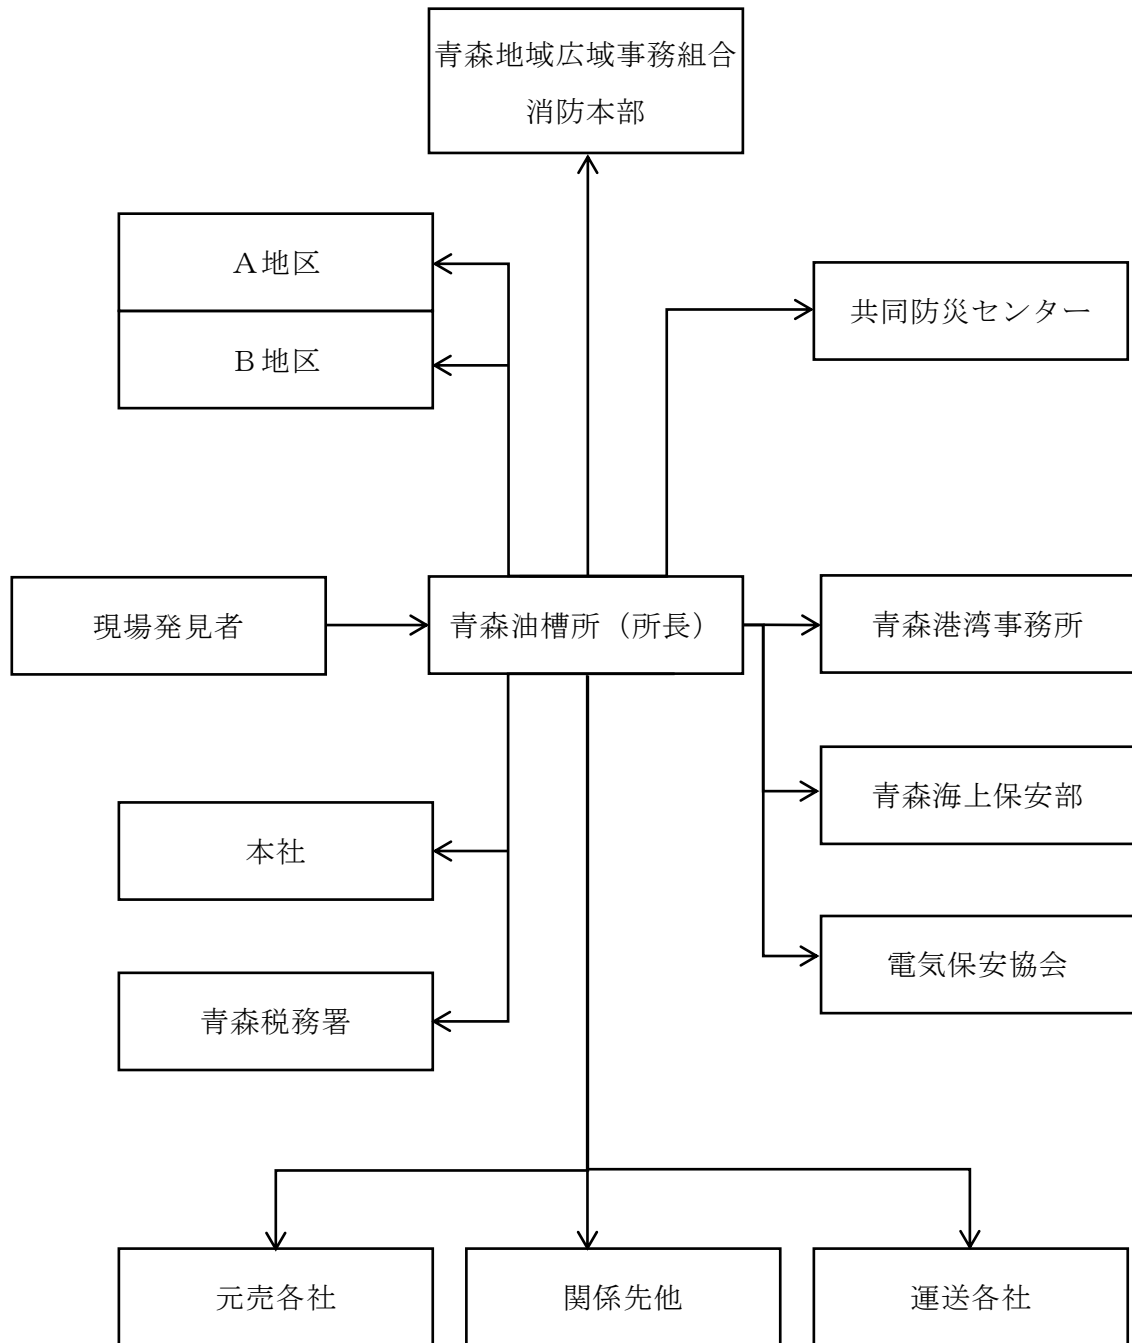 青森地域広域事務組合
消防本部
Ａ地区
共同防災センター
Ｂ地区
現場発見者
青森油槽所（所長）
青森港湾事務所
青森海上保安部
本社
電気保安協会
青森税務署
元売各社
関係先他
運送各社